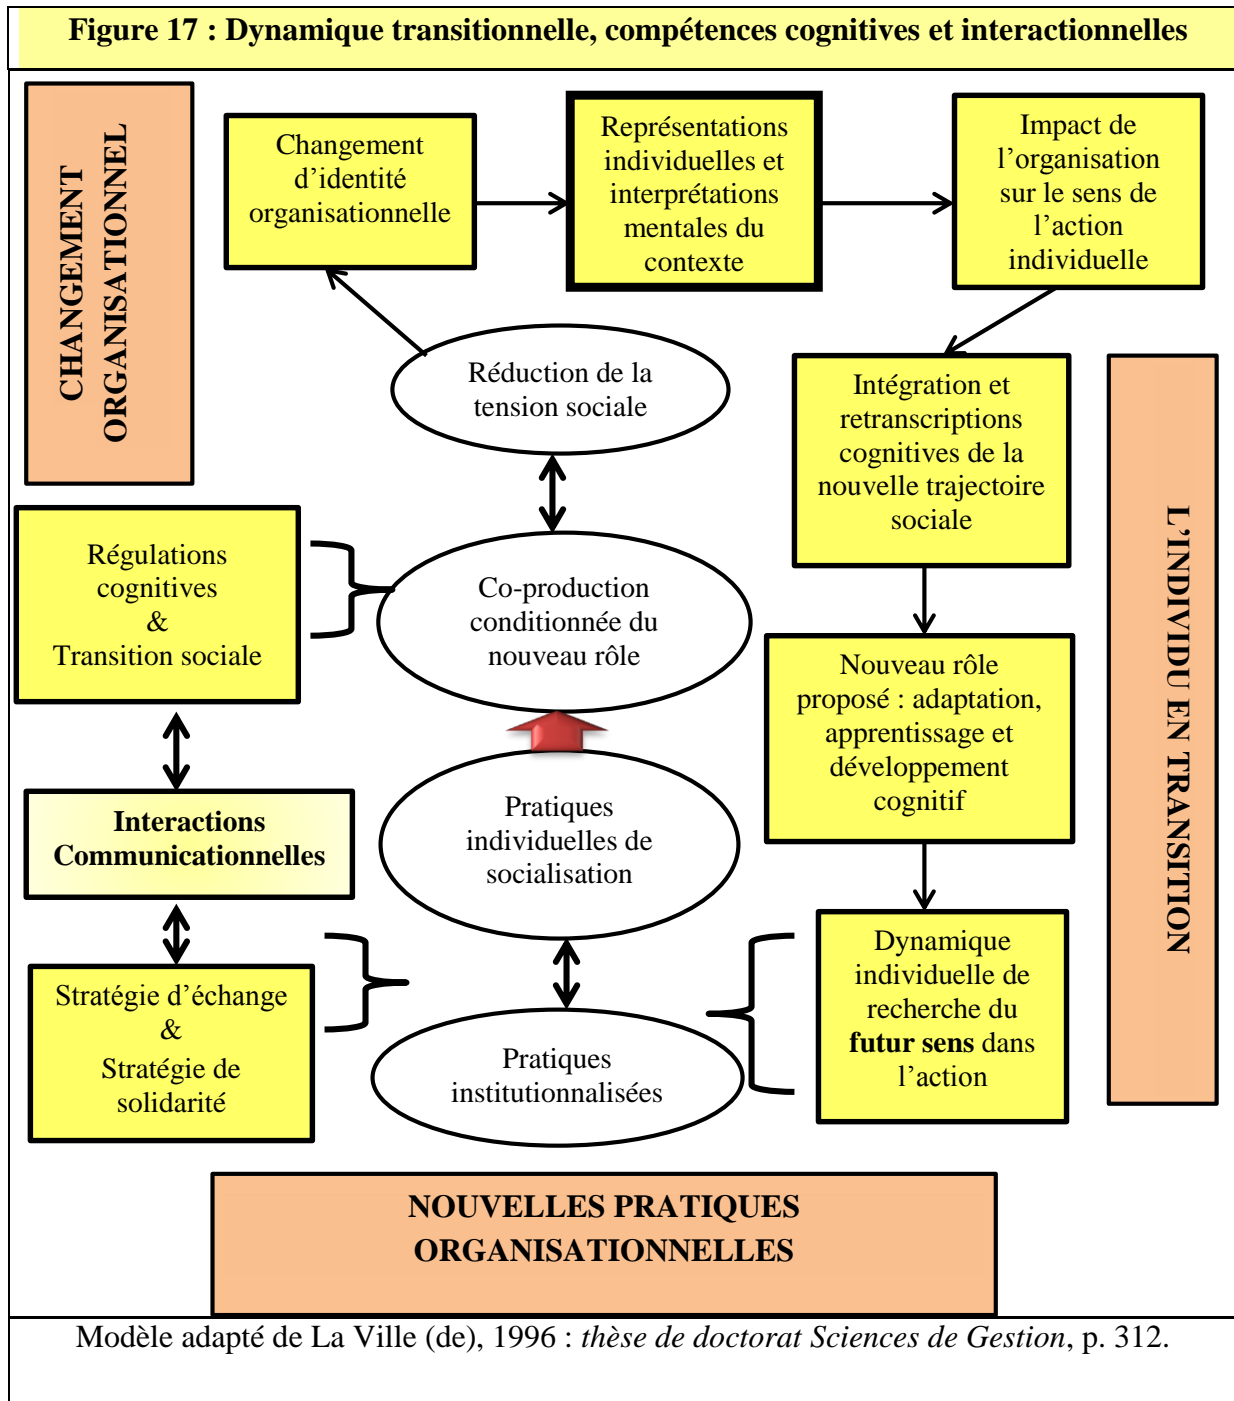 Figure 17 : Dynamique transitionnelle, compétences cognitives et interactionnelles
CHANGEMENT
ORGANISATIONNEL
Changement
d’identité
organisationnelle
Représentations
individuelles et
interprétations
mentales du
contexte
Impact de
l’organisation
sur le sens de
l’action
individuelle
Réduction de la
tension sociale
Intégration et
retranscriptions
cognitives de la
nouvelle trajectoire
sociale
L’INDIVIDU EN TRANSITION
Régulations
cognitives
&
Transition sociale
Co-production
conditionnée du
nouveau rôle
Nouveau rôle
proposé : adaptation,
apprentissage et
développement
cognitif
Interactions
Communicationnelles
Pratiques
individuelles de
socialisation
Stratégie d’échange
&
Stratégie de
solidarité
Pratiques
institutionnalisées
Dynamique
individuelle de
recherche du
futur sens dans
l’action
NOUVELLES PRATIQUES
ORGANISATIONNELLES
Modèle adapté de La Ville (de), 1996 : thèse de doctorat Sciences de Gestion, p. 312.